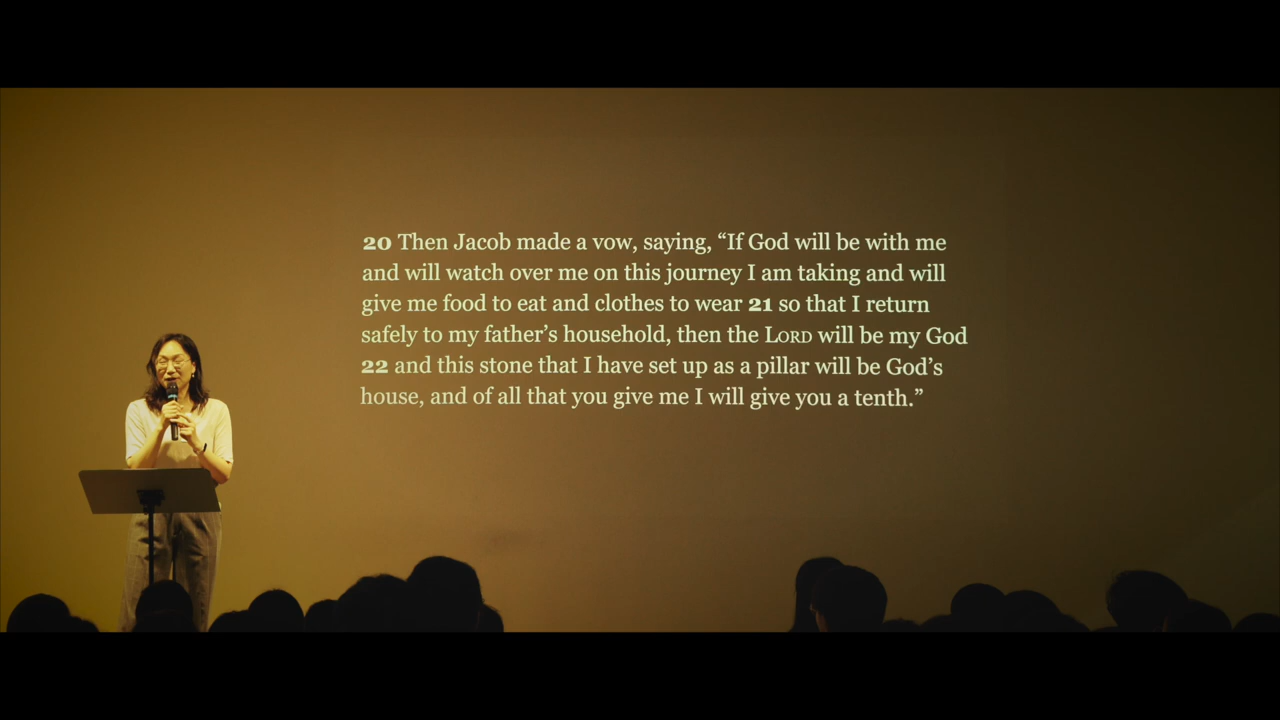 20 Then Jacob made a vow, saying, “If God will be with me
and will watch over me on this journey I am taking and will
give me food to eat and clothes to wear 21 so that I return
safely to my father’s household, then the LORD will be my God
22 and this stone that I have set up as a pillar will be God’s
house, and of all that you give me I will give you a tenth.”